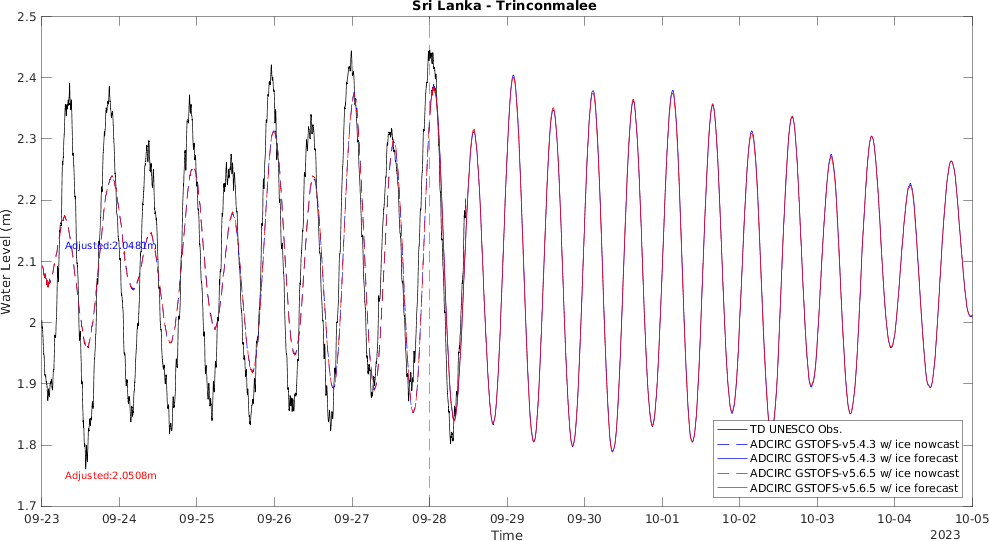 Sri Lanka - Trinconmalee
2.5
2.4
2.3
2.2
2.1
2
1.9
1.8
1.7
Water Level (m)
Adjusted:2.0481m
Adjusted:2.0508m
TD UNESCO Obs.
ADCIRC GSTOFS-v5.4.3 w/ ice nowcast
ADCIRC GSTOFS-v5.4.3 w/ ice forecast
ADCIRC GSTOFS-v5.6.5 w/ ice nowcast
ADCIRC GSTOFS-v5.6.5 w/ ice forecast
09-23 09-24 09-25 09-26 09-27 09-28 09-29 09-30 10-01 10-02 10-03 10-04 10-05
Time
2023